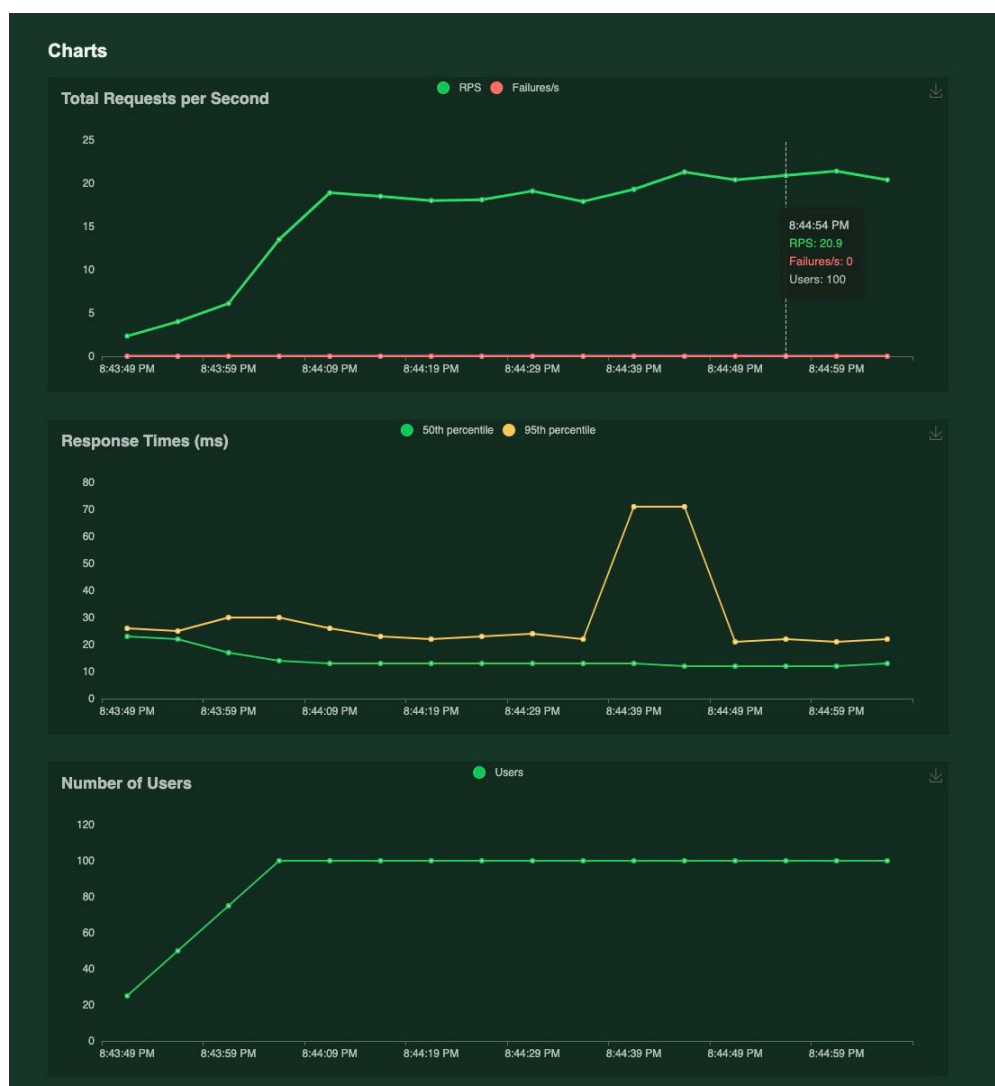 Charts
Total Requests per Second
RPS Failures/s
25
20
15
10
5
0
8:44:54 PM
RPS: 20.9
Failures/s: 0
Users: 100
8:43:49 PM 8:43:59 PM 8:44:09 PM 8:44:19 PM 8:44:29 PM 8:44:39 PM 8:44:49 PM 8:44:59 PM
Response Times (ms)
50th percentile 95th percentile
80
70
60
50
40
30
20
10
0
8:43:49 PM 8:43:59 PM 8:44:09 PM 8:44:19 PM 8:44:29 PM 8:44:39 PM 8:44:49 PM 8:44:59 PM
Number of Users
Users
120
100
80
60
40
20
0
8:43:49 PM 8:43:59 PM 8:44:09 PM 8:44:19 PM 8:44:29 PM 8:44:39 PM 8:44:49 PM 8:44:59 PM